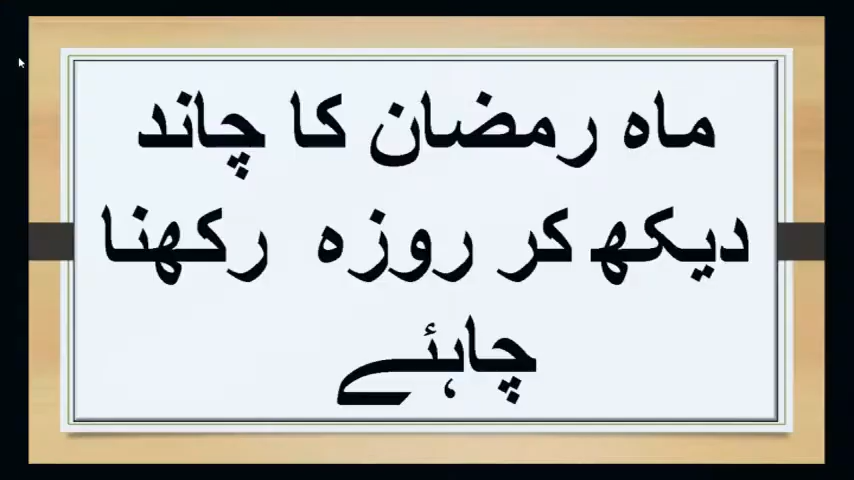 ماہ رمضان کا چاند
دیکھ کر روزہ رکھنا
چاہئے